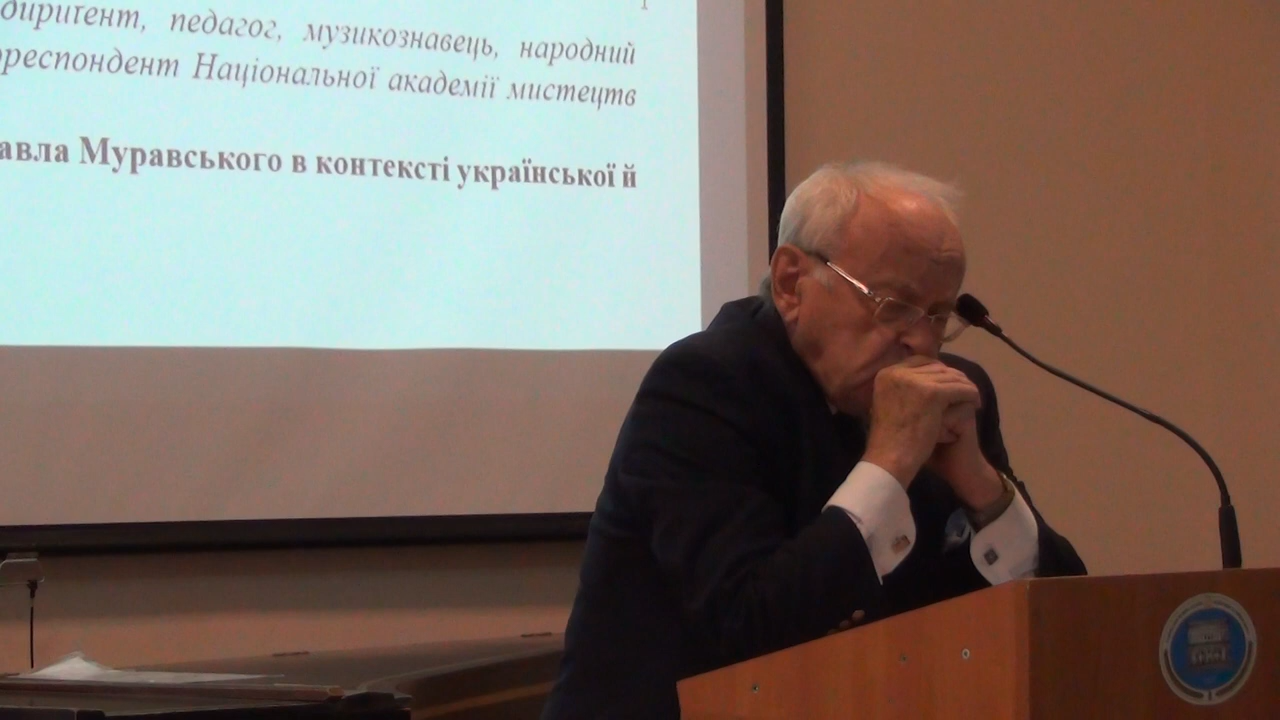 диригент, педагог, музикознавець, народний
респондент Національної академії мистецтв
авла Муравського в контексті української й